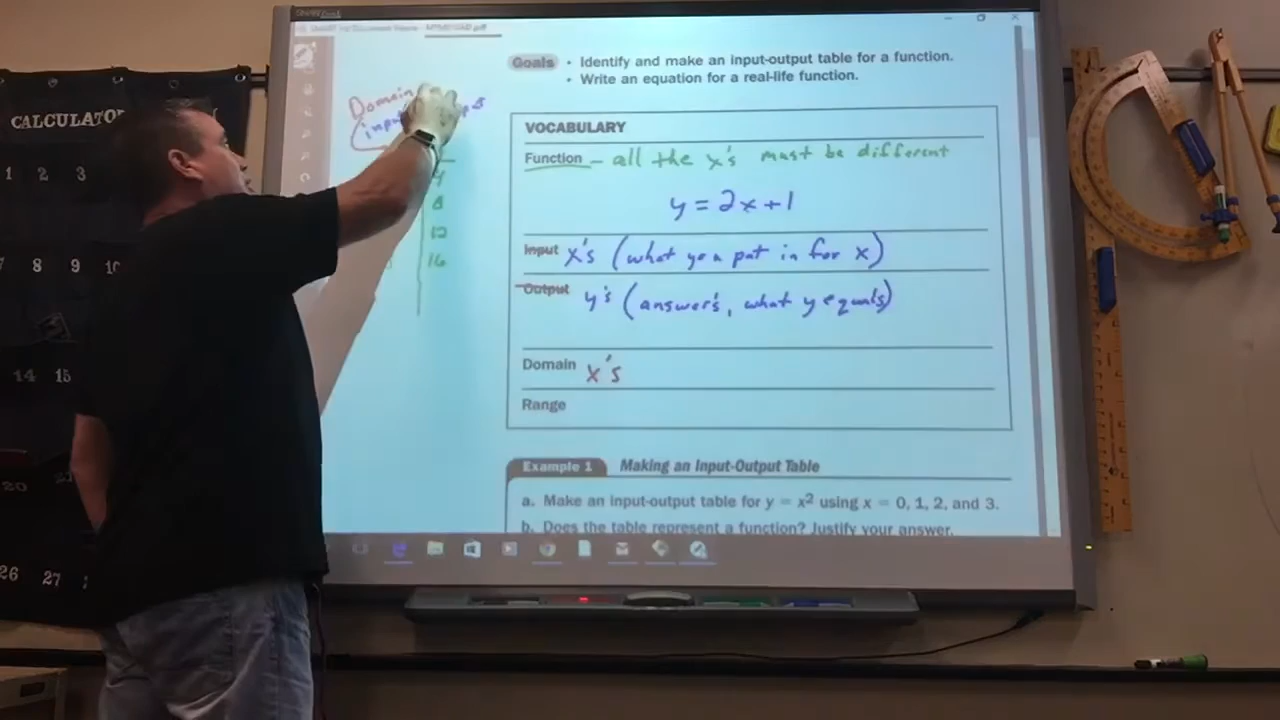 Goals • Identify and make an input-output table for a function.
• Write an equation for a real-life function.
Domain
VOCABULARY
Function - all the x's must be different
y = 2x+1
Input x's (what you put in for x)
Output y's (answer's, what y equals)
Domain x's
Range
4
8
12
16
Example 1 Making an Input-Output Table
a. Make an input-output table for y = x² using x = 0, 1, 2, and 3.
b. Does the table represent a function? Justify your answer.
1 2 3
8 9 10
14 15
20
26 27